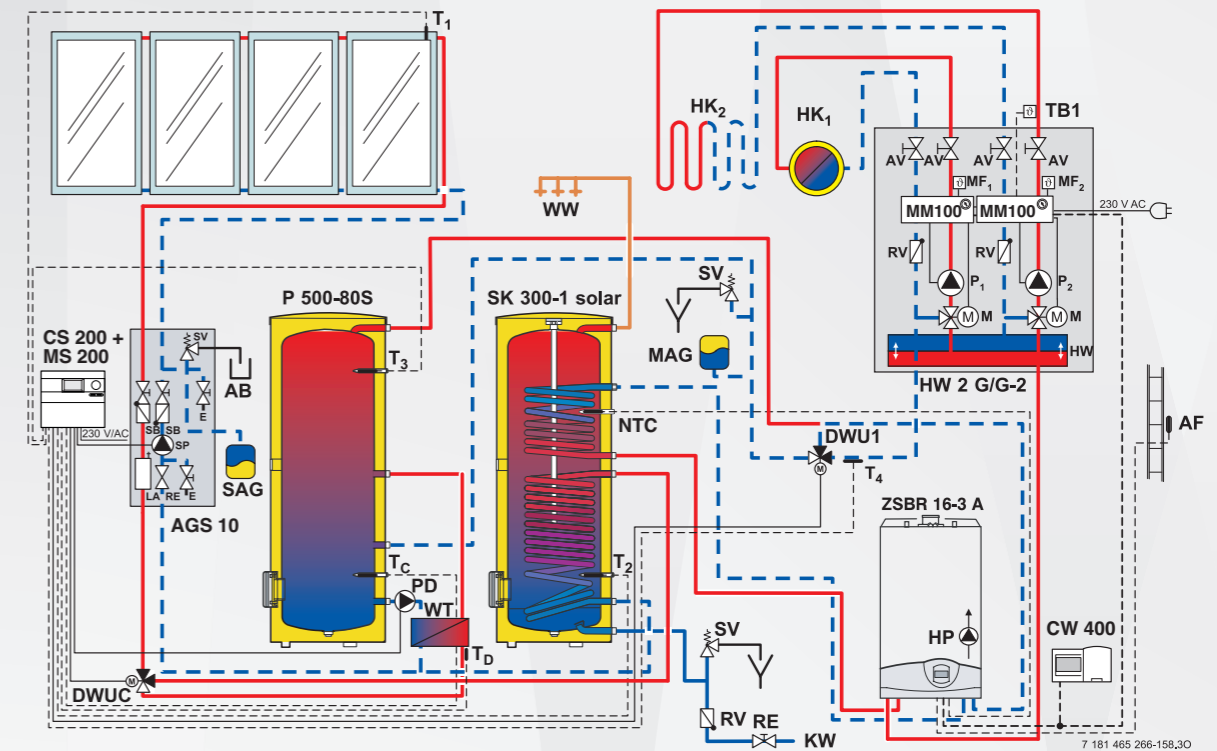 T1
HK2
HK1
TB1
AV
AV
AV
AV
MF1
MF2
MM100
MM100
230 V AC
WW
RV
RV
P1
P2
SV
P 500-80S
SK 300-1 solar
M
M
CS 200 +
MS 200
SV
AB
T3
MAG
HW
HW 2 G/G-2
E
NTC
AF
230 V/AC
SB
SB
SP
DWU1
M
T4
SAG
LA
RE
E
AGS 10
ZSBR 16-3 A
TC
PD
T2
WT
SV
HP
CW 400
TD
DWUC
M
RV
RE
KW
7 181 465 266-158.3O